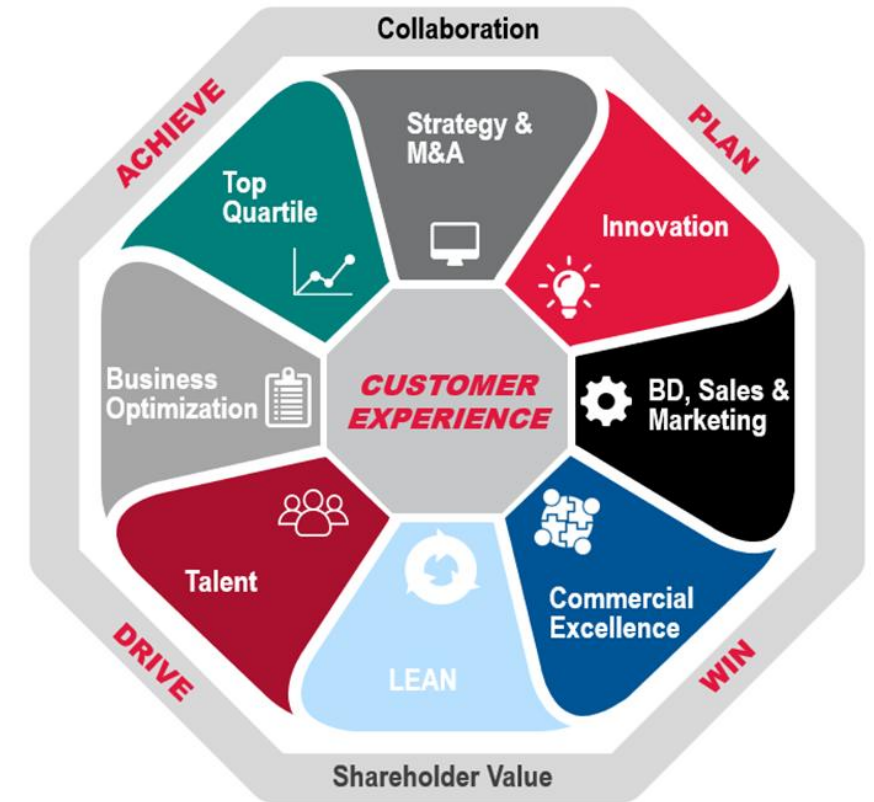 Collaboration
ACHIEVE
PLAN
Strategy &
M&A
Top
Quartile
Innovation
Business
Optimization
CUSTOMER
EXPERIENCE
BD, Sales &
Marketing
Talent
Commercial
Excellence
LEAN
DRIVE
WIN
Shareholder Value